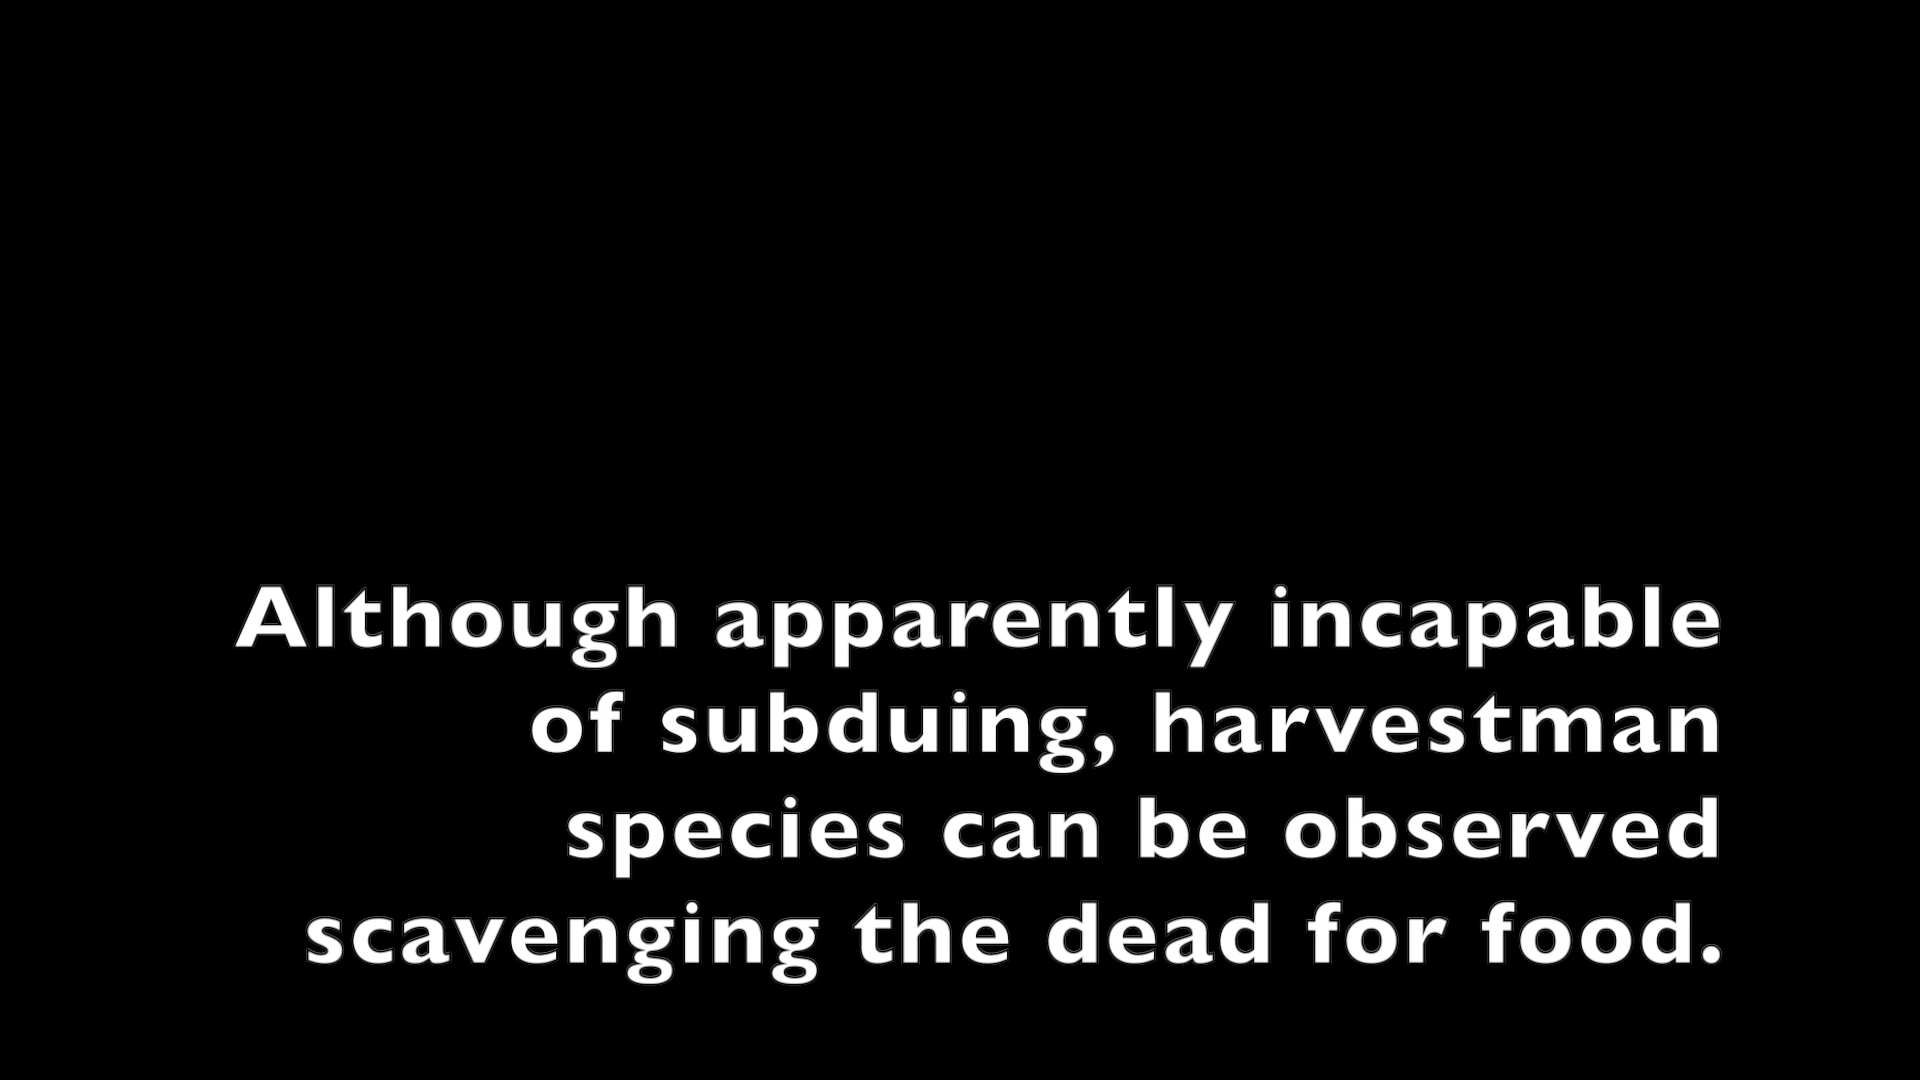 Although apparently incapable
of subduing, harvestman
species can be observed
scavenging the dead for food.